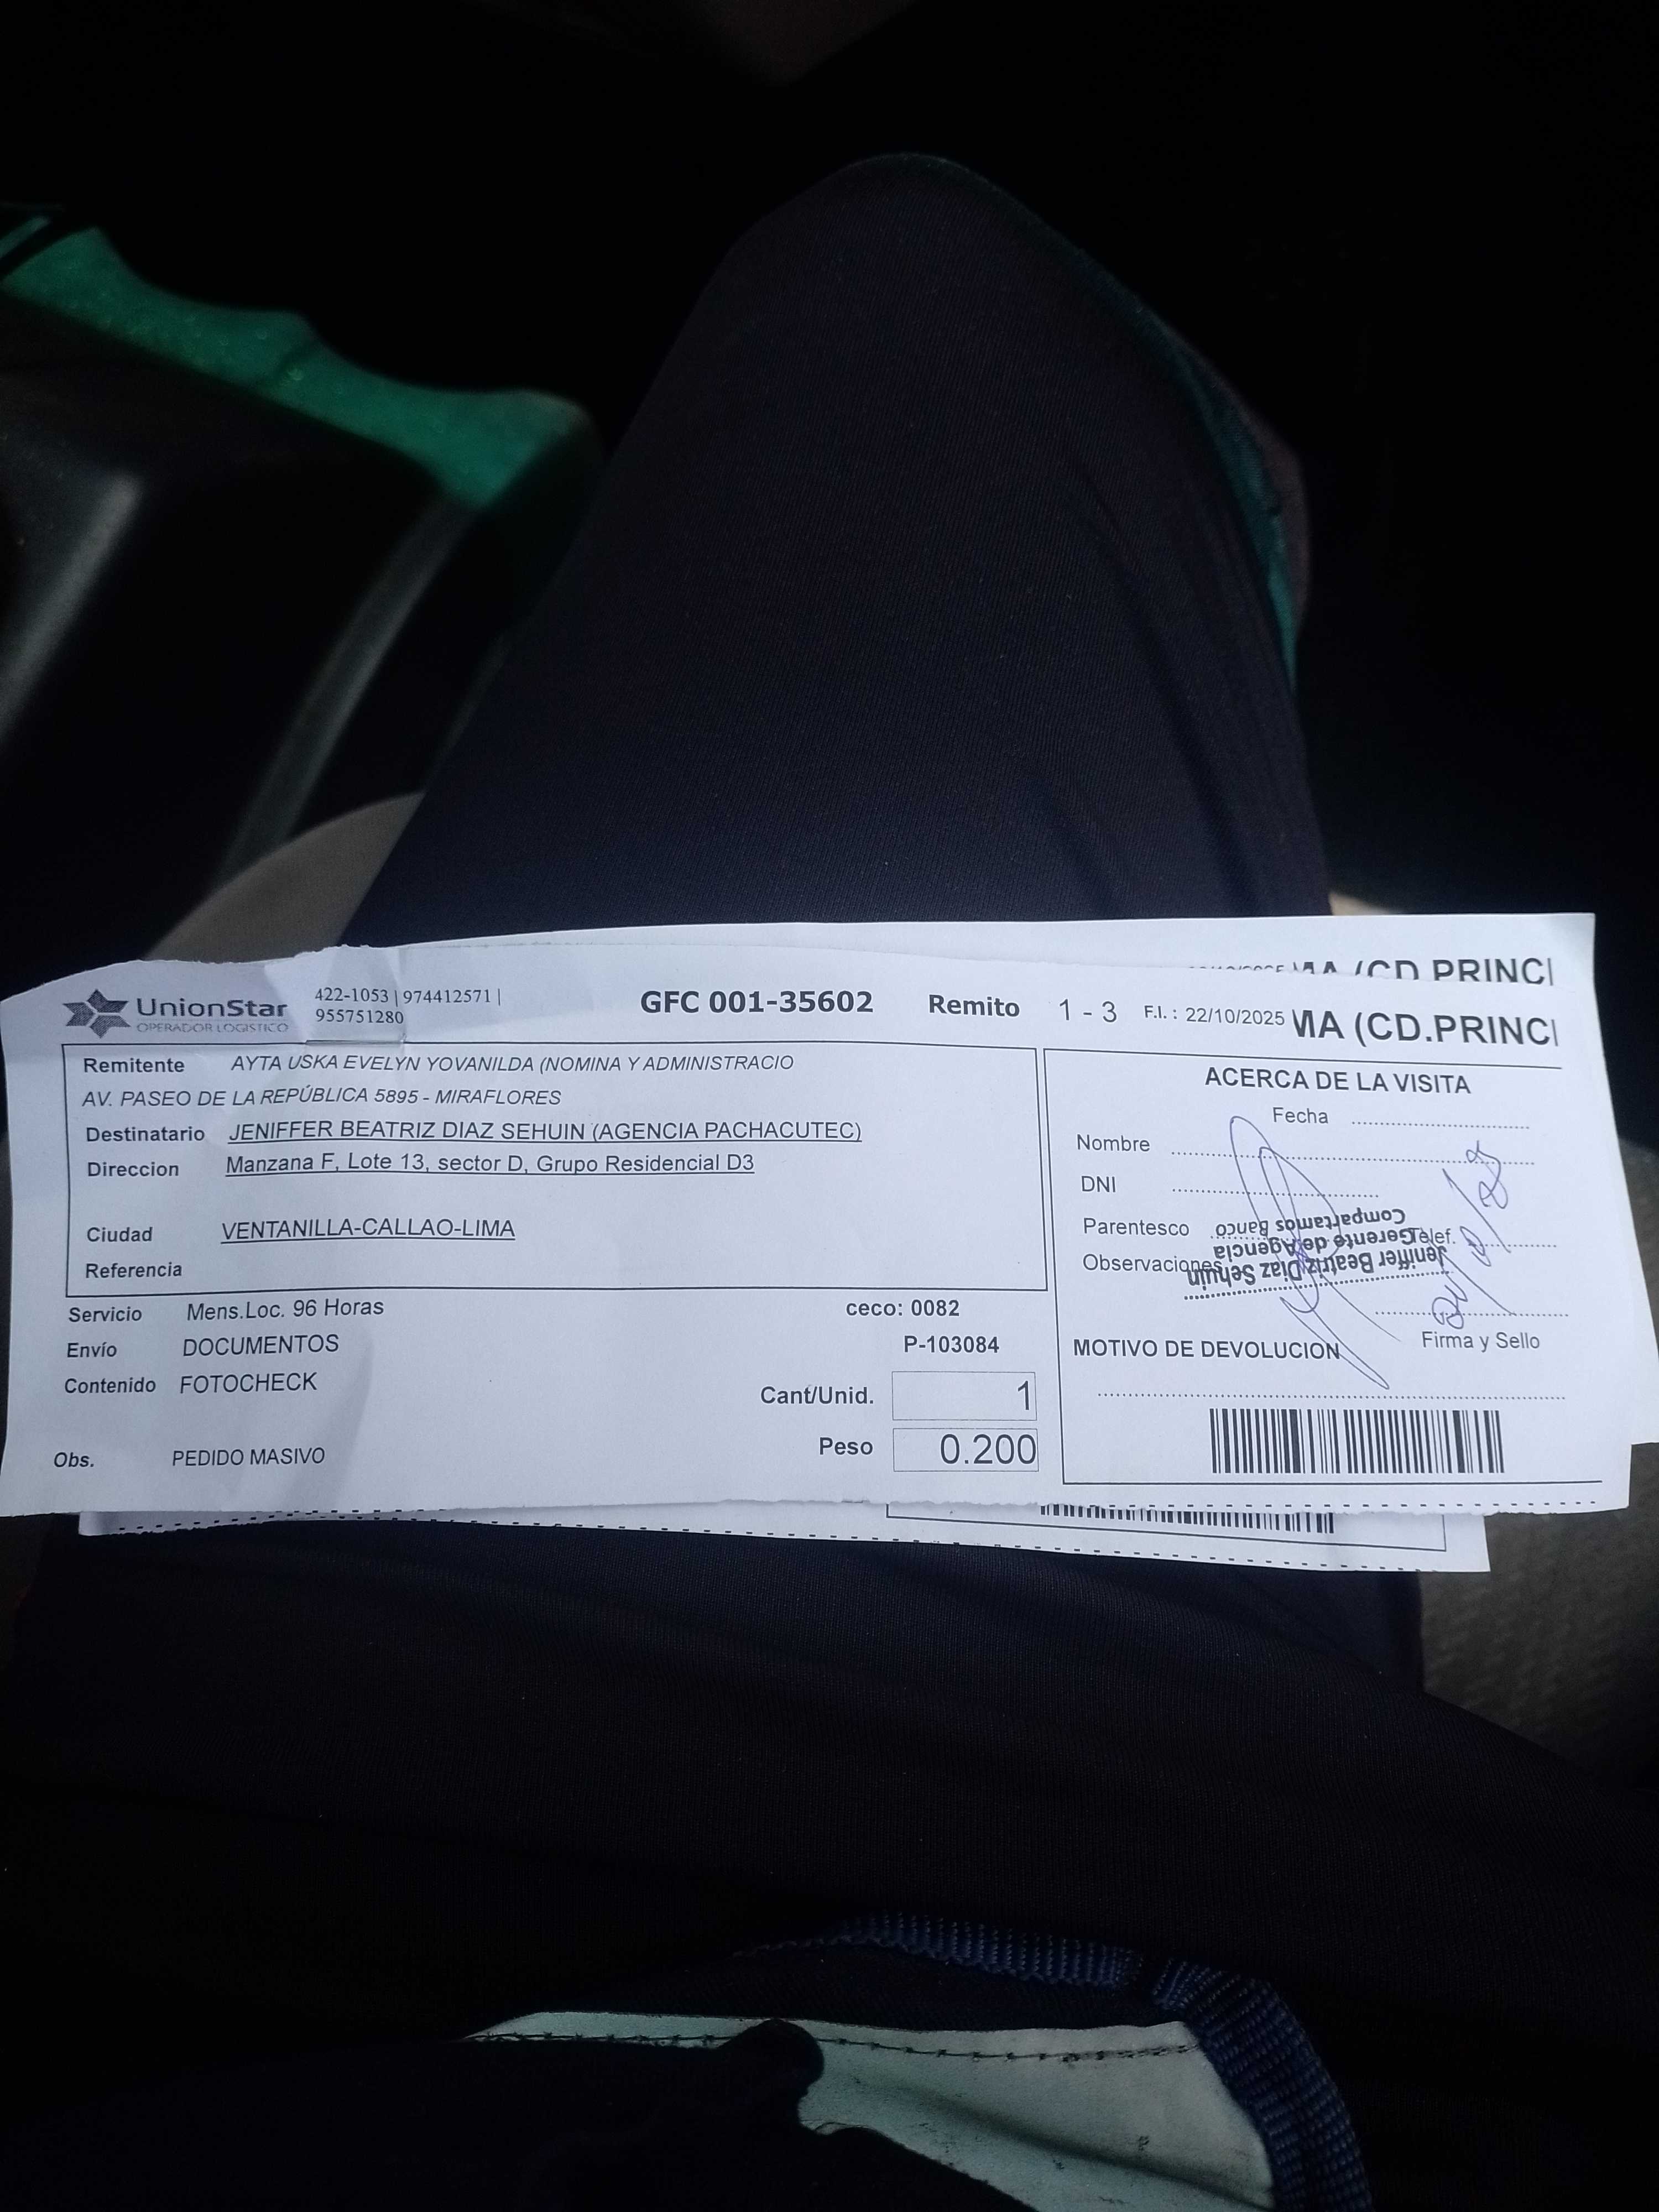 MA (CD.PRINCI
UnionStar
OPERADOR LOGISTICO
422-1053 | 974412571 |
955751280
GFC 001-35602
Remito
1 - 3
F.I. : 22/10/2025
MA (CD.PRINCI
Remitente AYTA USKA EVELYN YOVANILDA (NOMINA Y ADMINISTRACIO
AV. PASEO DE LA REPÚBLICA 5895 - MIRAFLORES
Destinatario JENIFFER BEATRIZ DIAZ SEHUIN (AGENCIA PACHACUTEC)
Direccion Manzana F, Lote 13, sector D, Grupo Residencial D3
Ciudad VENTANILLA-CALLAO-LIMA
Referencia
Servicio Mens.Loc. 96 Horas
ceco: 0082
Envío DOCUMENTOS
P-103084
Contenido FOTOCHECK
Cant/Unid. 1
Peso 0.200
Obs. PEDIDO MASIVO
ACERCA DE LA VISITA
Fecha
Nombre
DNI
Parentesco
Telef.
Observaciones
Jeniffer Beatriz Diaz Sehuin
Gerente de Agencia
Compartamos Banco
Firma y Sello
MOTIVO DE DEVOLUCION